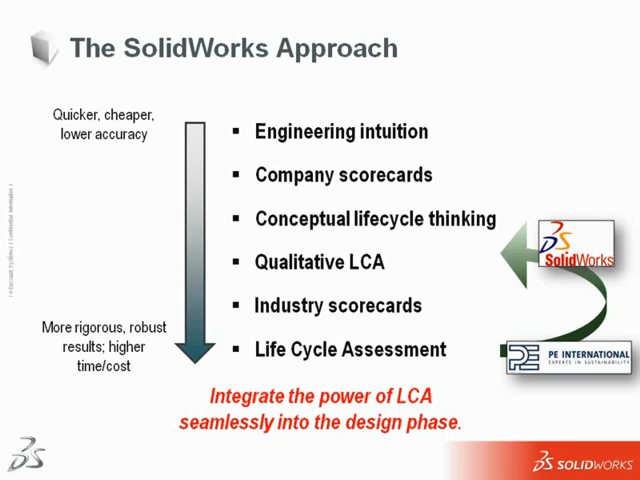 The SolidWorks Approach
Quicker, cheaper,
lower accuracy
▪ Engineering intuition
▪ Company scorecards
▪ Conceptual lifecycle thinking
▪ Qualitative LCA
▪ Industry scorecards
▪ Life Cycle Assessment
More rigorous, robust
results; higher
time/cost
SolidWorks
PE INTERNATIONAL
EXPERTS IN SUSTAINABILITY
Integrate the power of LCA
seamlessly into the design phase.
SOLIDWORKS